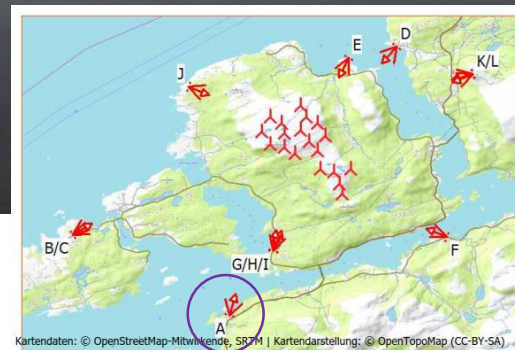 D
E
K/L
J
B/C
G/H/I
F
A
Kartendaten: © OpenStreetMap-Mitwirkende, SRTM | Kartendarstellung: © OpenTopoMap (CC-BY-SA)